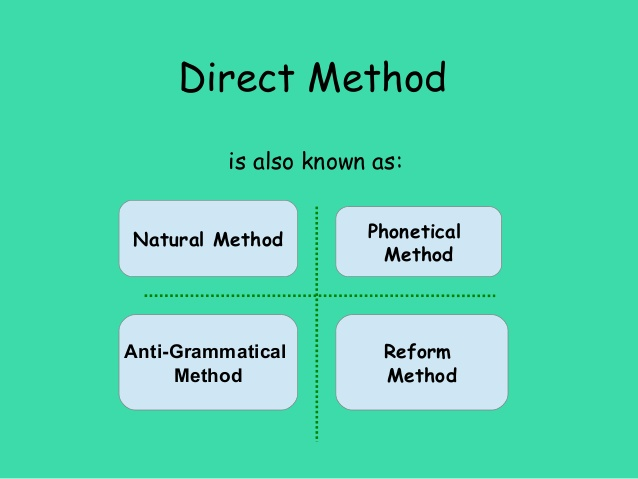 Direct Method
is also known as:
Natural Method
Phonetical
Method
Anti-Grammatical
Method
Reform
Method